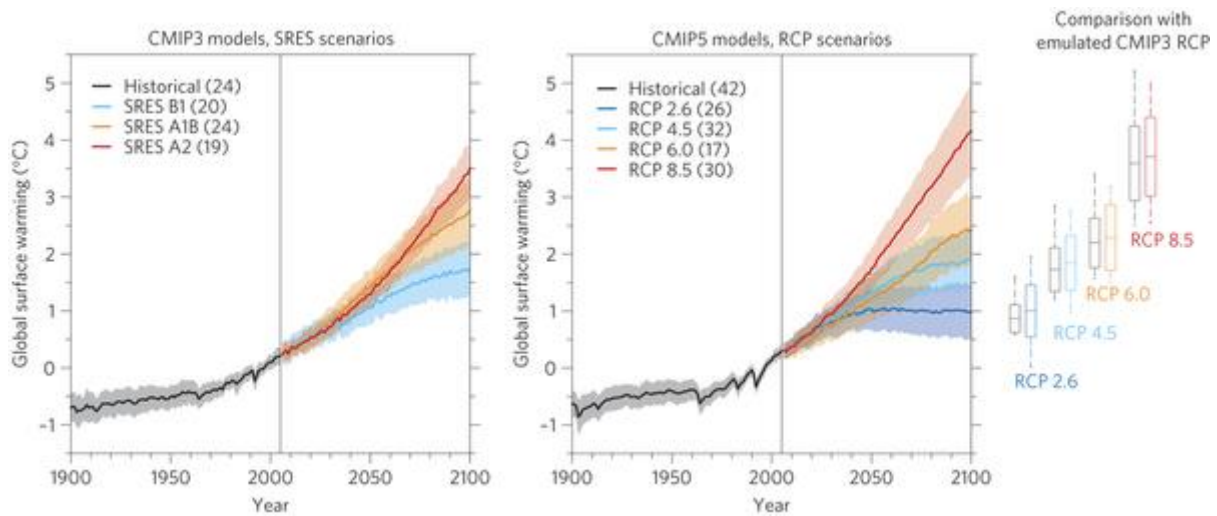 CMIP3 models, SRES scenarios
Global surface warming (°C)
5
4
3
2
1
0
–1
Historical (24)
SRES B1 (20)
SRES A1B (24)
SRES A2 (19)
1900
1950
2000
2050
2100
Year
CMIP5 models, RCP scenarios
Global surface warming (°C)
5
4
3
2
1
0
–1
Historical (42)
RCP 2.6 (26)
RCP 4.5 (32)
RCP 6.0 (17)
RCP 8.5 (30)
1900
1950
2000
2050
2100
Year
Comparison with
emulated CMIP3 RCP
RCP 8.5
RCP 6.0
RCP 4.5
RCP 2.6